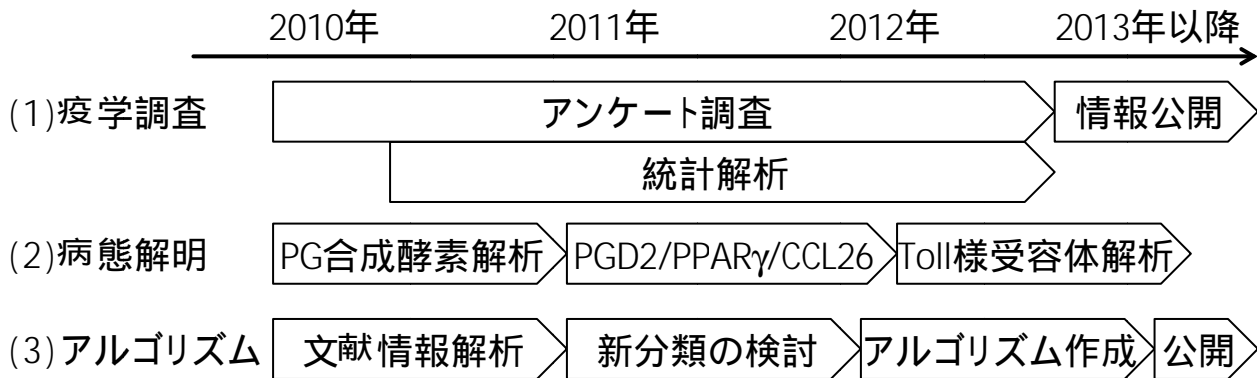 2010年 2011年 2012年 2013年以降
(1)疫学調査 アンケート調査 情報公開
統計解析
(2)病態解明 PG合成酵素解析 PGD2/PPARγ/CCL26 Toll様受容体解析
(3)アルゴリズム 文献情報解析 新分類の検討 アルゴリズム作成 公開